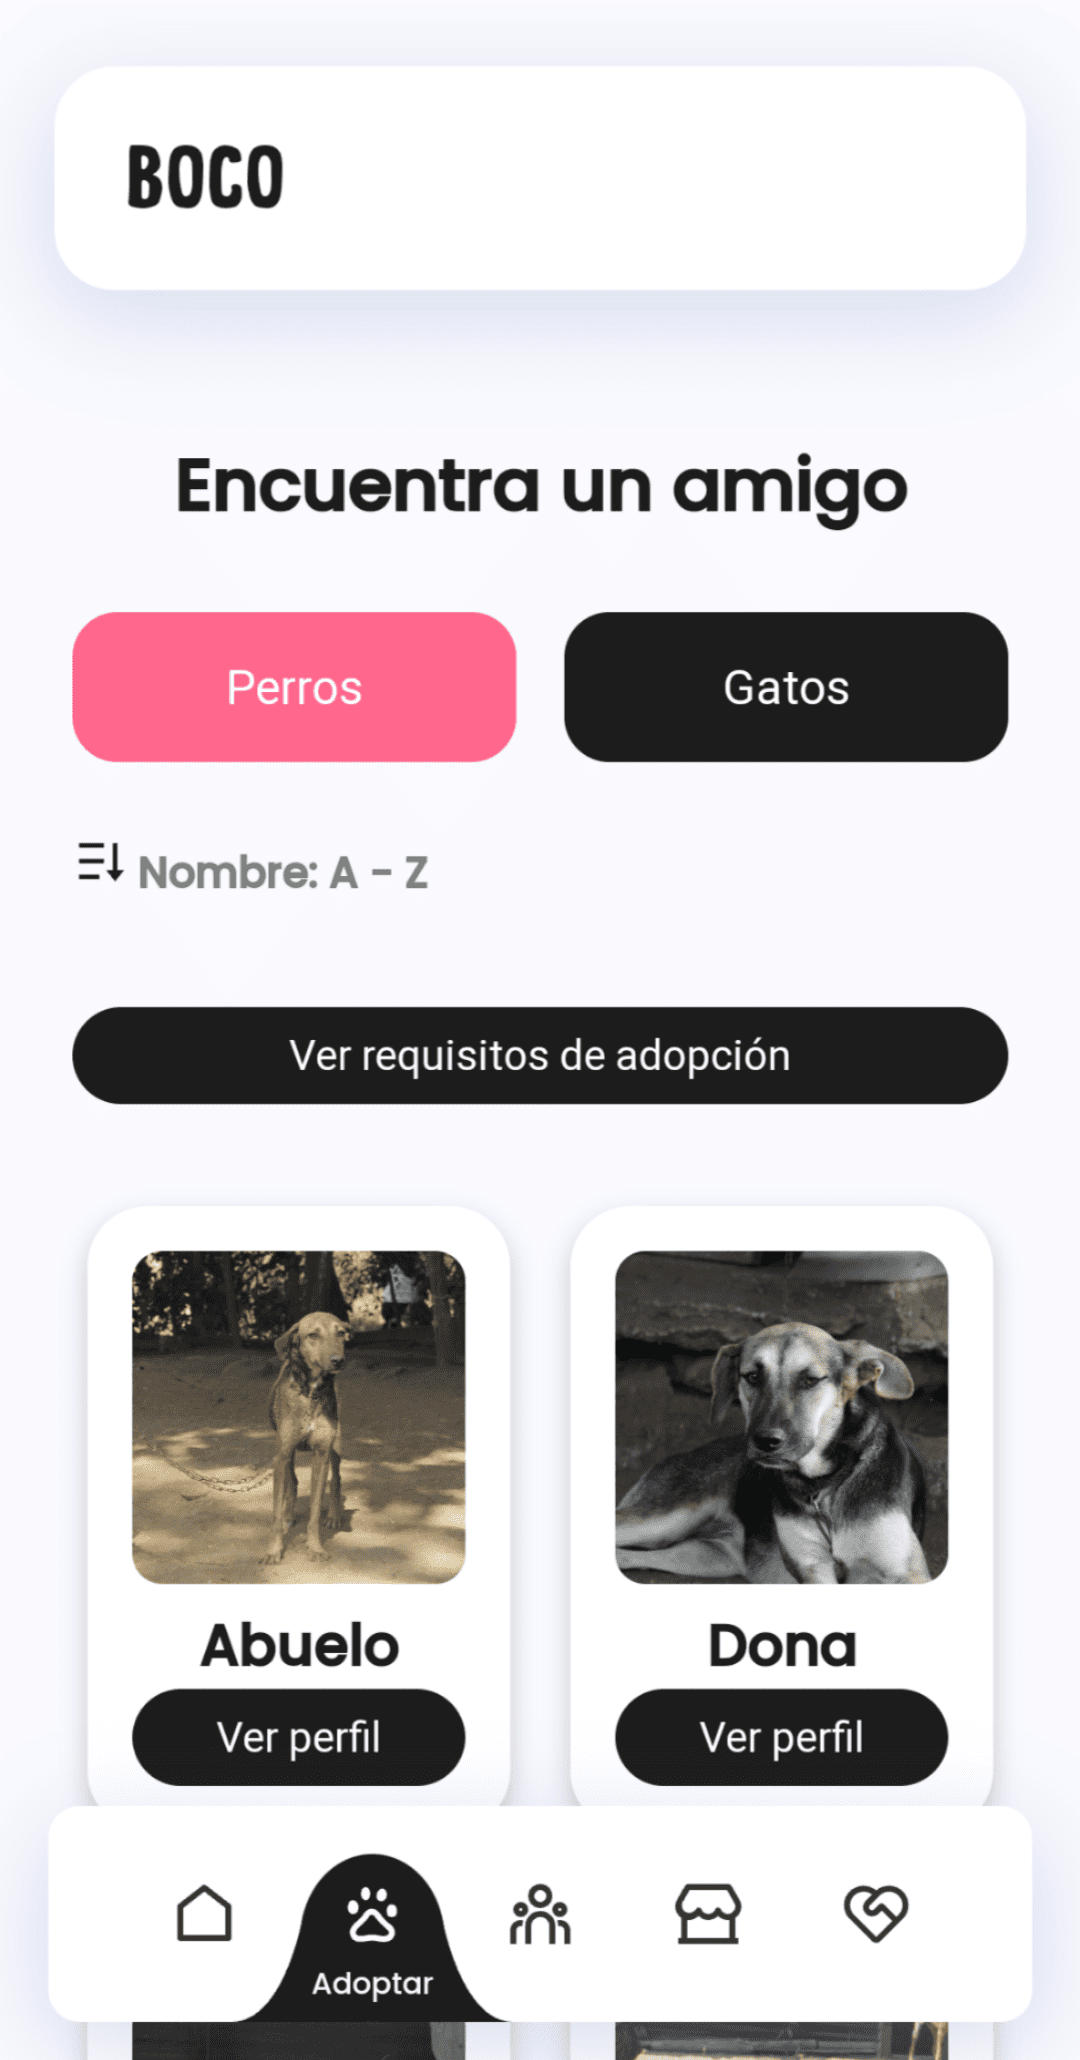 BOCO
Encuentra un amigo
Perros
Gatos
Nombre: A - Z
Ver requisitos de adopción
Abuelo
Dona
Ver perfil
Ver perfil
Adoptar